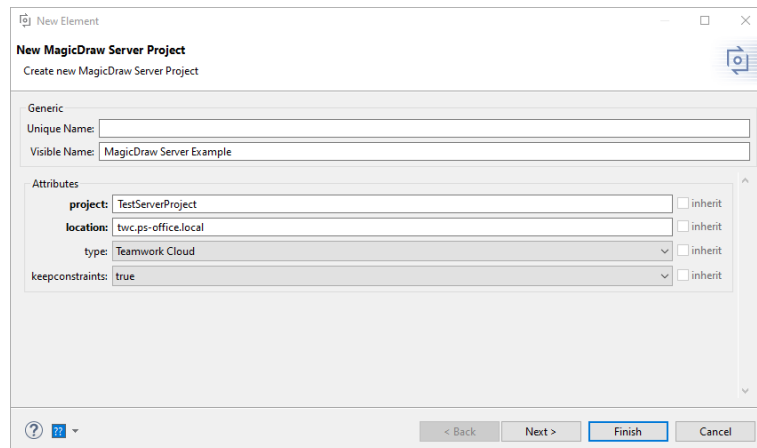 New Element
New MagicDraw Server Project
Create new MagicDraw Server Project
Generic
Unique Name:
Visible Name: MagicDraw Server Example
Attributes
project: TestServerProject inherit
location: twc.ps-office.local inherit
type: Teamwork Cloud inherit
keepconstraints: true inherit
? ??
< Back Next > Finish Cancel